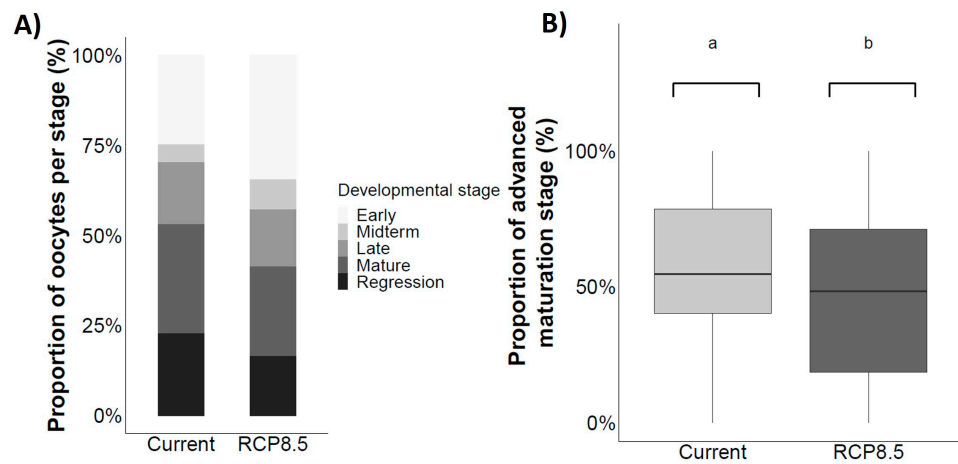 A)
Proportion of oocytes per stage (%)
100%
75%
50%
25%
0%
Current RCP8.5
Developmental stage
Early
Midterm
Late
Mature
Regression
B)
Proportion of advanced
maturation stage (%)
a b
100%
50%
0%
Current RCP8.5